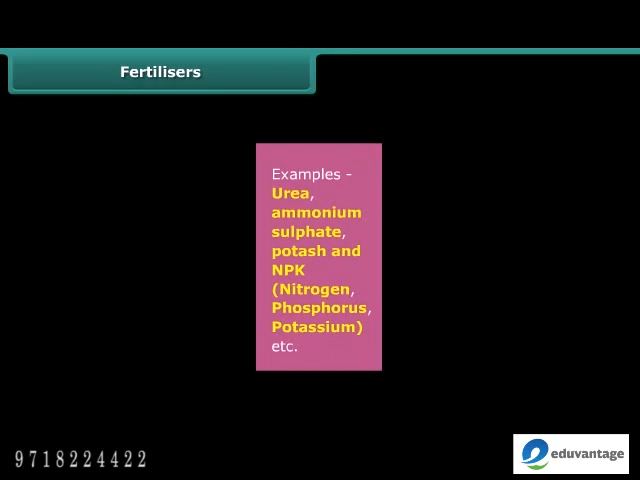 Fertilisers
Examples -
Urea,
ammonium
sulphate,
potash and
NPK
(Nitrogen,
Phosphorus,
Potassium)
etc.
9718224422
eduvantage